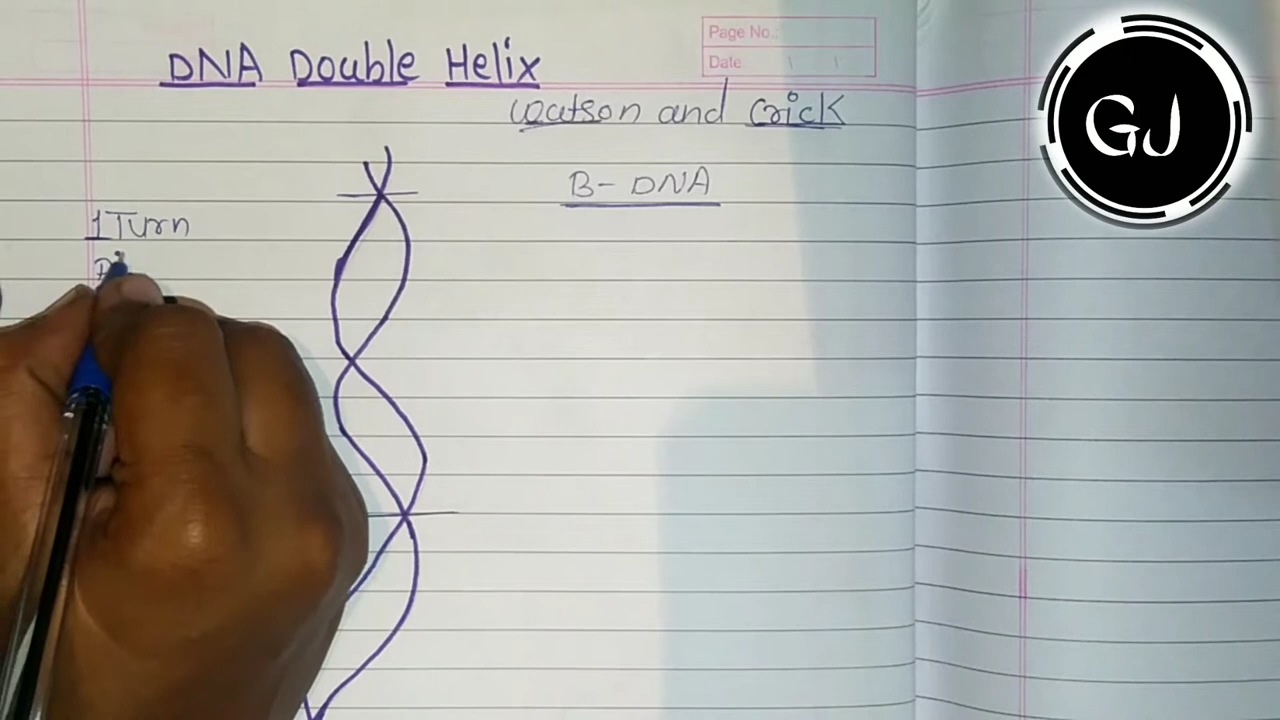 DNA Double Helix
Page No.:
Date
Watson and Crick
B- DNA
1 Turn
GJ